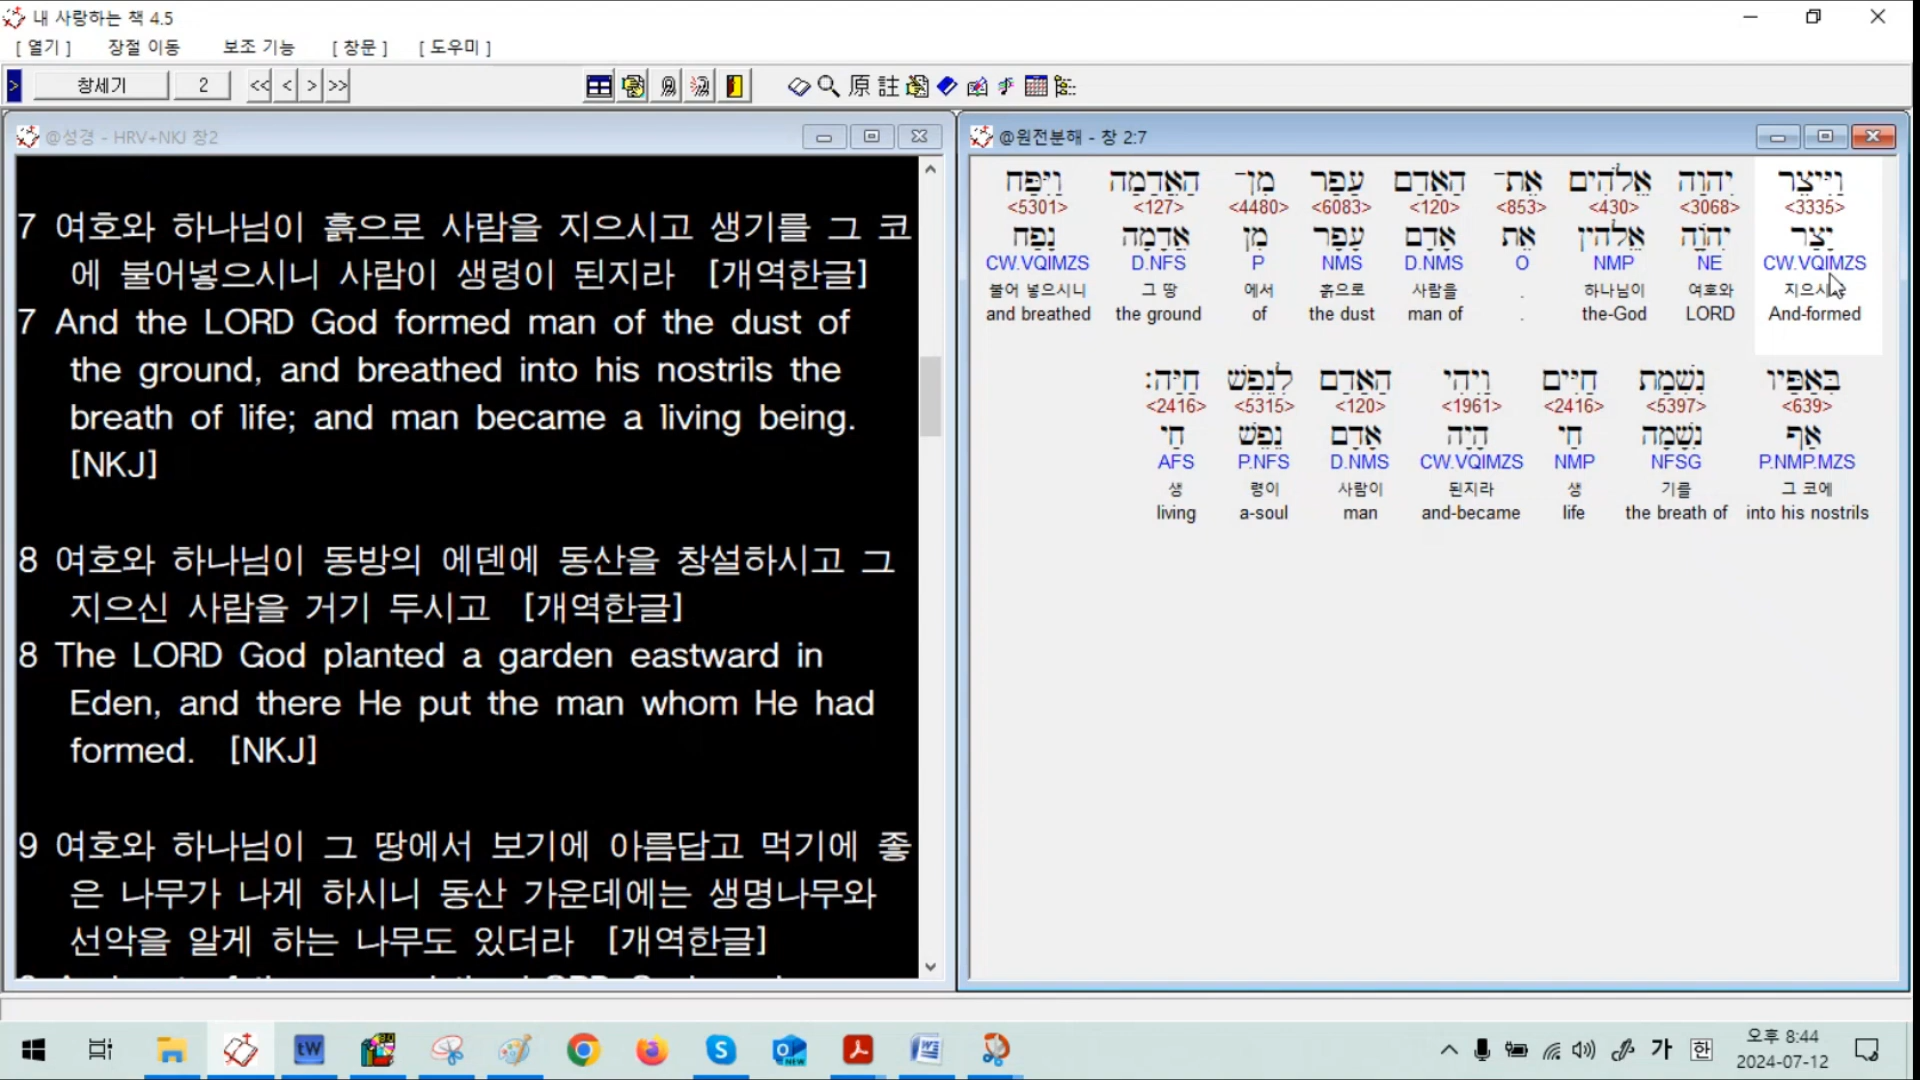 내 사랑하는 책 4.5
[ 열기 ] 장절 이동 보조 기능 [ 창문 ] [ 도우미 ]
> 창세기 2 << < > >> 原 註
@성경 - HRV+NKJ 창2
7 여호와 하나님이 흙으로 사람을 지으시고 생기를 그 코
에 불어넣으시니 사람이 생령이 된지라 [개역한글]
7 And the LORD God formed man of the dust of
the ground, and breathed into his nostrils the
breath of life; and man became a living being.
[NKJ]
8 여호와 하나님이 동방의 에덴에 동산을 창설하시고 그
지으신 사람을 거기 두시고 [개역한글]
8 The LORD God planted a garden eastward in
Eden, and there He put the man whom He had
formed. [NKJ]
9 여호와 하나님이 그 땅에서 보기에 아름답고 먹기에 좋
은 나무가 나게 하시니 동산 가운데에는 생명나무와
선악을 알게 하는 나무도 있더라 [개역한글]
@원전분해 - 창 2:7
וַיִּיצֶר יְהוָה אֱלֹהִים אֶת־ הָאָדָם עָפָר מִן־ הָאֲדָמָה וַיִּפַּח
<5301> <127> <4480> <6083> <120> <853> <430> <3068> <3335>
יָצַר יְהוָֹה אֱלֹהִין אֵת אָדָם עָפָר מִן אֲדָמָה נָפַח
CW.VQIMZS D.NFS P NMS D.NMS O NMP NE CW.VQIMZS
불어 넣으시니 그 땅 에서 흙으로 사람을 . 하나님이 여호와 지으시
and breathed the ground of the dust man of . the-God LORD And-formed
בְּאַפָּיו נִשְׁמַת חַיִּים וַיְהִי הָאָדָם לְנֶפֶשׁ חַיָּה׃
<2416> <5315> <120> <1961> <2416> <5397> <639>
אַף נְשָׁמָה חַי הָיָה אָדָם נֶפֶשׁ חַי
AFS P.NFS D.NMS CW.VQIMZS NMP NFSG P.NMP.MZS
생 령이 사람이 된지라 생 기를 그 코에
living a-soul man and-became life the breath of into his nostrils
가 한 오후 8:44
2024-07-12